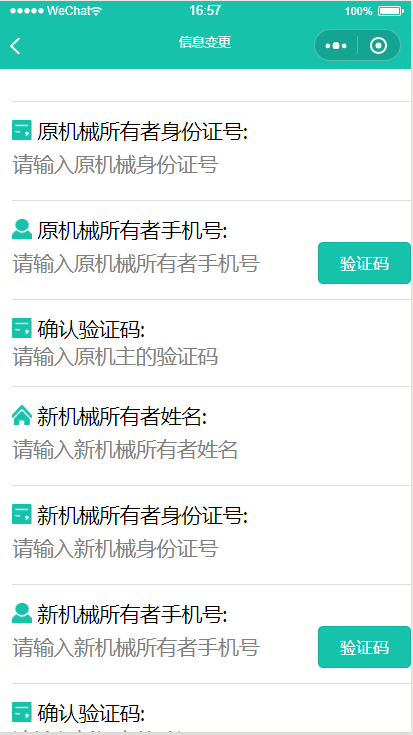 WeChat
16:57
100%
信息变更
原机械所有者身份证号:
请输入原机械身份证号
原机械所有者手机号:
请输入原机械所有者手机号
验证码
确认验证码:
请输入原机主的验证码
新机械所有者姓名:
请输入新机械所有者姓名
新机械所有者身份证号:
请输入新机械身份证号
新机械所有者手机号:
请输入新机械所有者手机号
验证码
确认验证码: